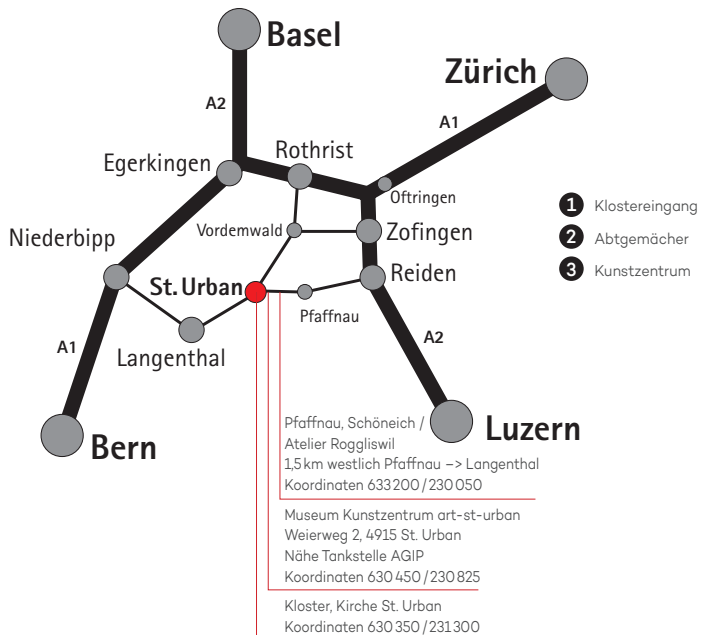 Basel
Zürich
A2
A1
Rothrist
Egerkingen
Oftringen
1 Klostereingang
Vordemwald
Zofingen
2 Abtgemächer
Niederbipp
3 Kunstzentrum
Reiden
St. Urban
Pfaffnau
A1
Langenthal
A2
Bern
Luzern
Pfaffnau, Schöneich /
Atelier Roggliswil
1,5 km westlich Pfaffnau –> Langenthal
Koordinaten 633 200 / 230 050
Museum Kunstzentrum art-st-urban
Weierweg 2, 4915 St. Urban
Nähe Tankstelle AGIP
Koordinaten 630 450 / 230 825
Kloster, Kirche St. Urban
Koordinaten 630 350 / 231 300